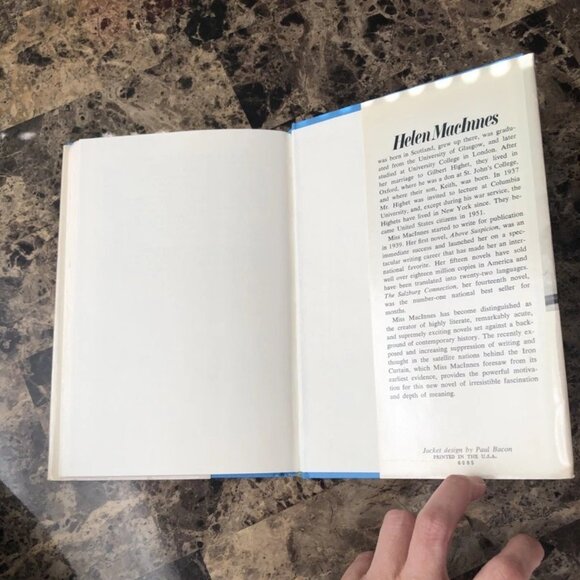 Helen MacInnes
was born in Scotland, grew up there, was gradu-
ated from the University of Glasgow, and later
studied at University College in London. After
her marriage to Gilbert Highet, they lived in
Oxford, where he was a don at St. John's College,
and where their son, Keith, was born. In 1937
Mr. Highet was invited to lecture at Columbia
University, and, except during his war service, the
Highets have lived in New York since. They be-
came United States citizens in 1951.
Miss MacInnes started to write for publication
in 1939. Her first novel, Above Suspicion, was an
immediate success and launched her on a spec-
tacular writing career that has made her an inter-
national favorite. Her fifteen novels have sold
well over eighteen million copies in America and
have been translated into twenty-two languages.
The Salzburg Connection, her fourteenth novel,
was the number-one national best seller for
months.
Miss MacInnes has become distinguished as
the creator of highly literate, remarkably acute,
and supremely exciting novels set against a back-
ground of contemporary history. The recently ex-
posed and increasing suppression of writing and
thought in the satellite nations behind the Iron
Curtain, which Miss MacInnes foresaw from its
earliest evidence, provides the powerful motiva-
tion for this new novel of irresistible fascination
and depth of meaning.
Jacket design by Paul Bacon
PRINTED IN THE U.S.A.